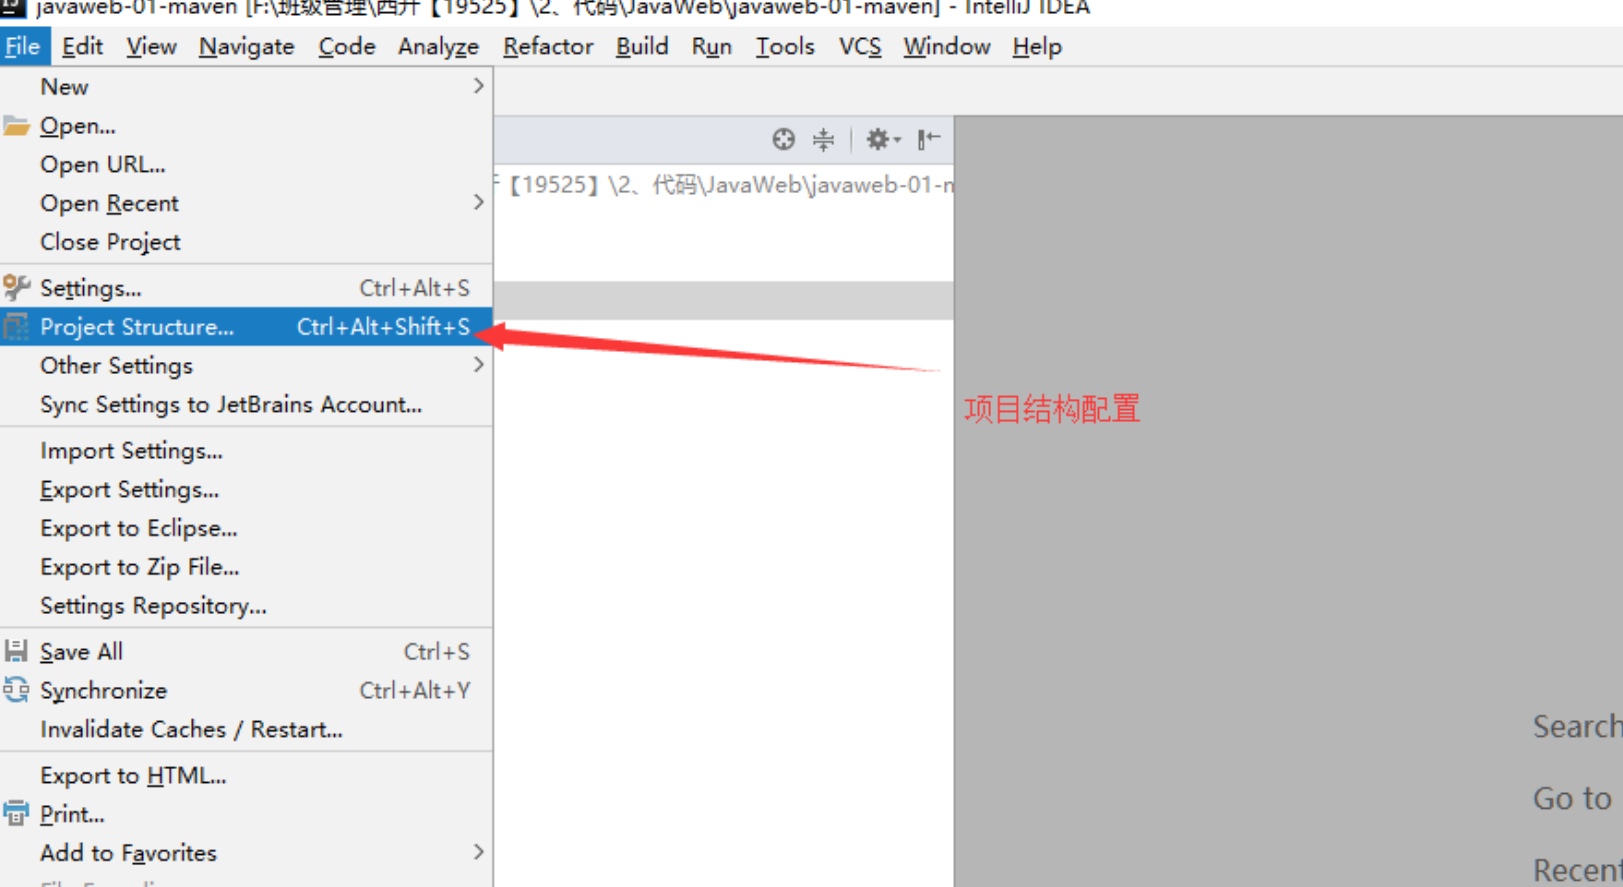 javaweb-01-maven [F:\班级管理\西开【19525】\2、代码\JavaWeb\javaweb-01-maven] - IntelliJ IDEA
File Edit View Navigate Code Analyze Refactor Build Run Tools VCS Window Help
New
Open...
Open URL...
【19525】\2、代码\JavaWeb\javaweb-01-m
Open Recent
Close Project
Settings... Ctrl+Alt+S
Project Structure... Ctrl+Alt+Shift+S
Other Settings
Sync Settings to JetBrains Account...
项目结构配置
Import Settings...
Export Settings...
Export to Eclipse...
Export to Zip File...
Settings Repository...
Save All Ctrl+S
Synchronize Ctrl+Alt+Y
Invalidate Caches / Restart...
Search
Export to HTML...
Go to
Print...
Add to Favorites
Recent